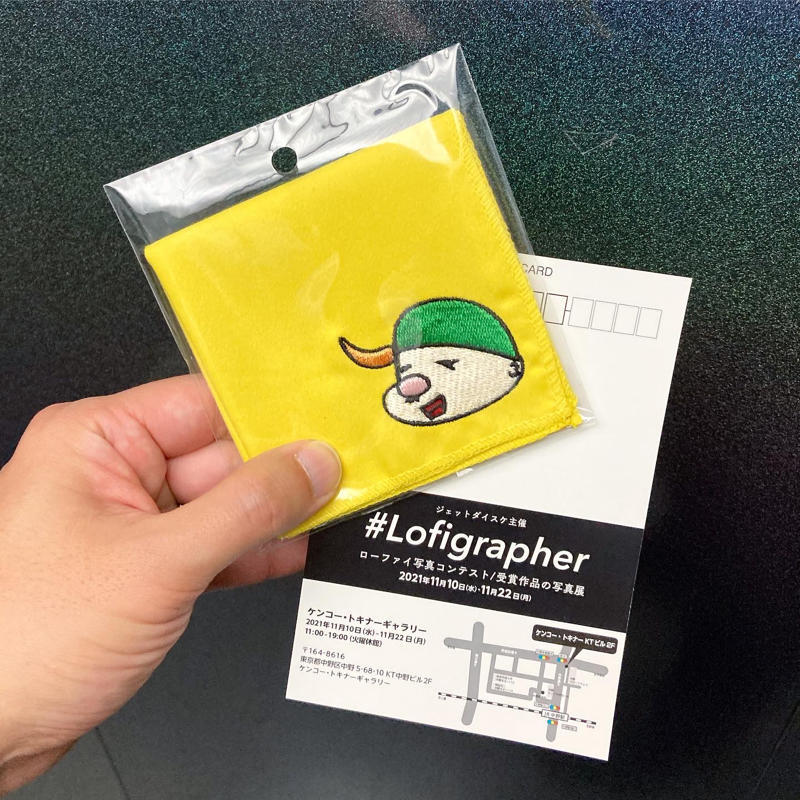 CARD
ジェットダイスケ主催
#Lofigrapher
ローファイ写真コンテスト/受賞作品の写真展
2021年11月10日(水)-11月22日(月)
ケンコー・トキナーギャラリー
2021年11月10日(水)-11月22日(月)
11:00-19:00(火曜休館)
〒164-8616
東京都中野区中野5-68-10 KT中野ビル2F
ケンコー・トキナーギャラリー
ケンコー・トキナー KTビル 2F